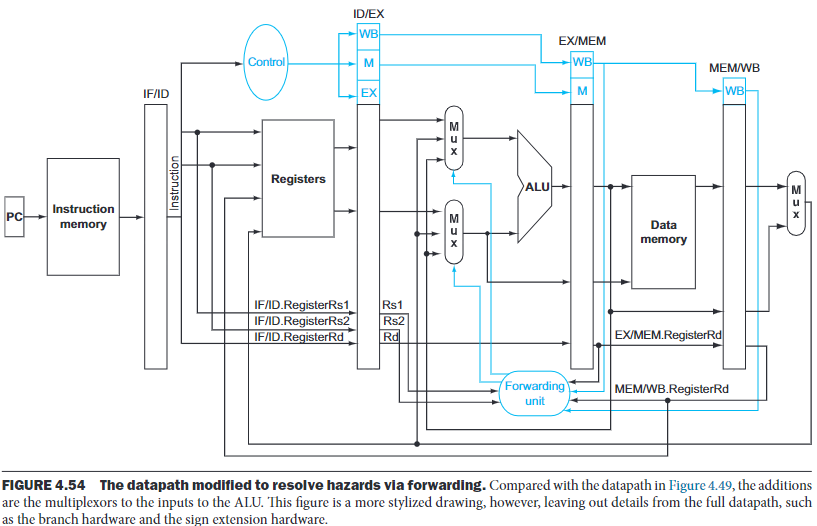 ID/EX
WB
EX/MEM
Control
M
WB
MEM/WB
IF/ID
EX
M
WB
M
u
x
Registers
ALU
M
u
x
PC
Instruction
memory
Instruction
M
u
x
Data
memory
IF/ID.RegisterRs1
Rs1
IF/ID.RegisterRs2
Rs2
IF/ID.RegisterRd
Rd
EX/MEM.RegisterRd
Forwarding
unit
MEM/WB.RegisterRd
FIGURE 4.54 The datapath modified to resolve hazards via forwarding. Compared with the datapath in Figure 4.49, the additions
are the multiplexors to the inputs to the ALU. This figure is a more stylized drawing, however, leaving out details from the full datapath, such
as the branch hardware and the sign extension hardware.